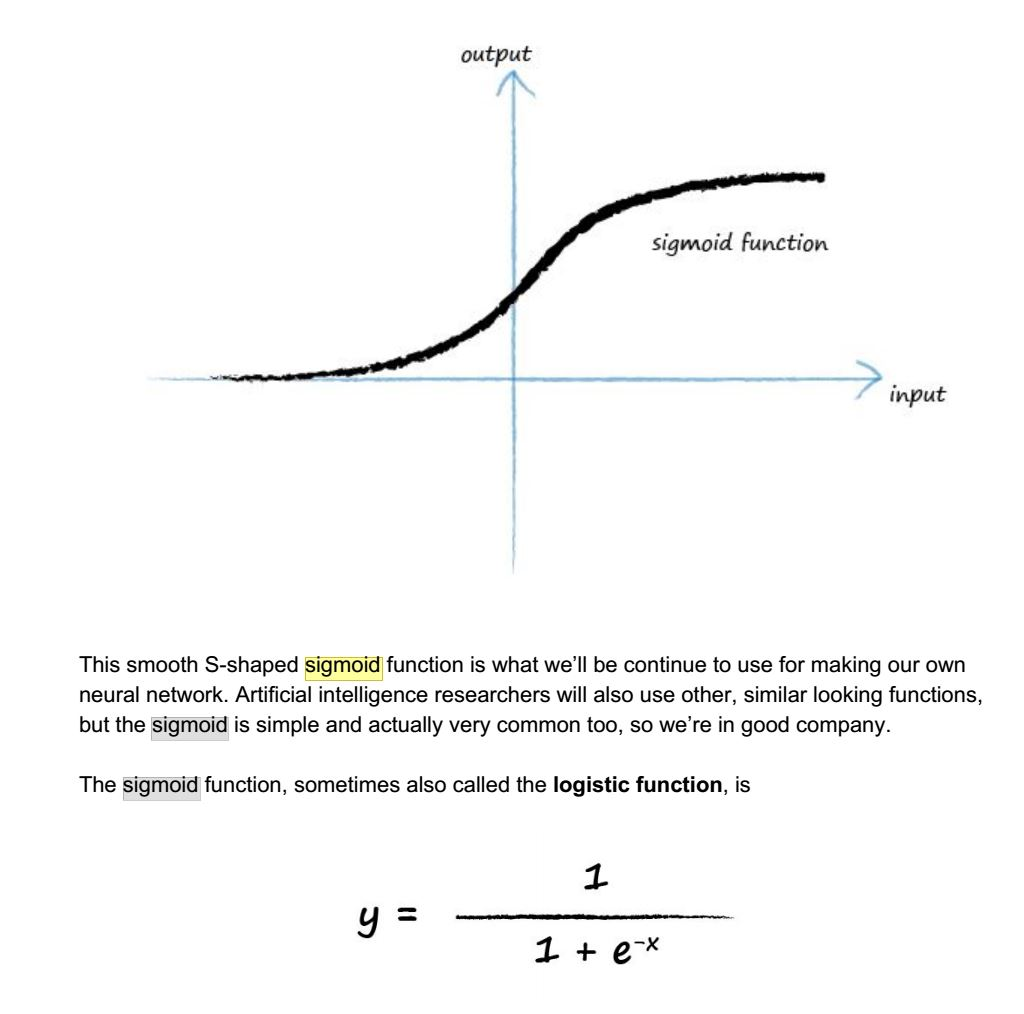 output
sigmoid function
input
This smooth S-shaped sigmoid function is what we’ll be continue to use for making our own
neural network. Artificial intelligence researchers will also use other, similar looking functions,
but the sigmoid is simple and actually very common too, so we’re in good company.
The sigmoid function, sometimes also called the logistic function, is
1
y =
1 + e⁻ˣ